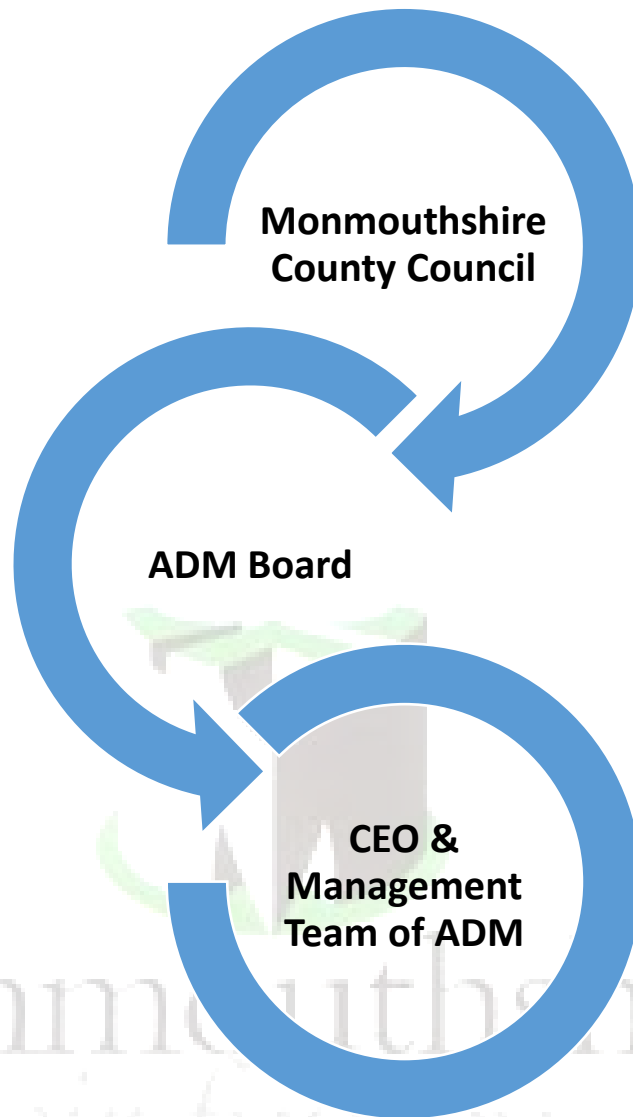 Monmouthshire
County Council
ADM Board
CEO &
Management
Team of ADM